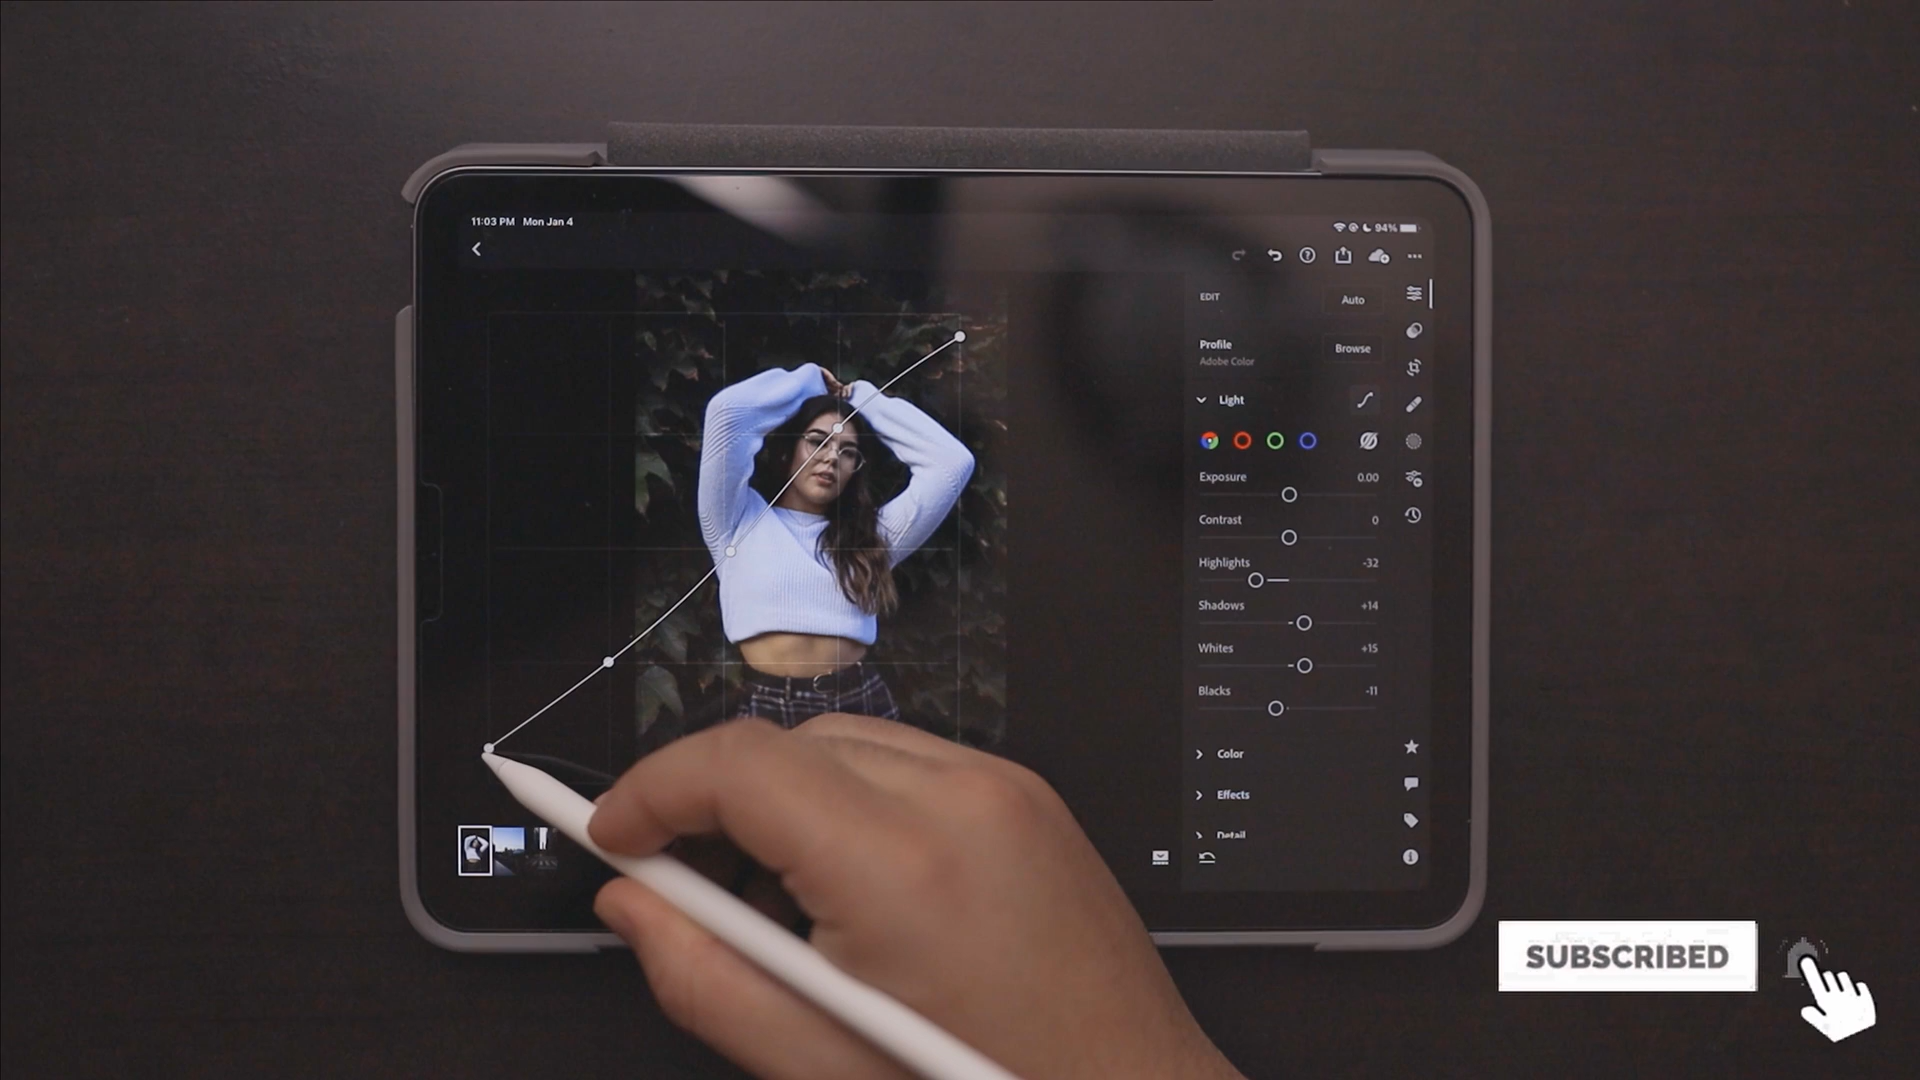 11:03 PM Mon Jan 4
94%
EDIT
Auto
Profile
Adobe Color
Browse
Light
Exposure 0.00
Contrast 0
Highlights -32
Shadows +14
Whites +15
Blacks -11
Color
Effects
Detail
SUBSCRIBED